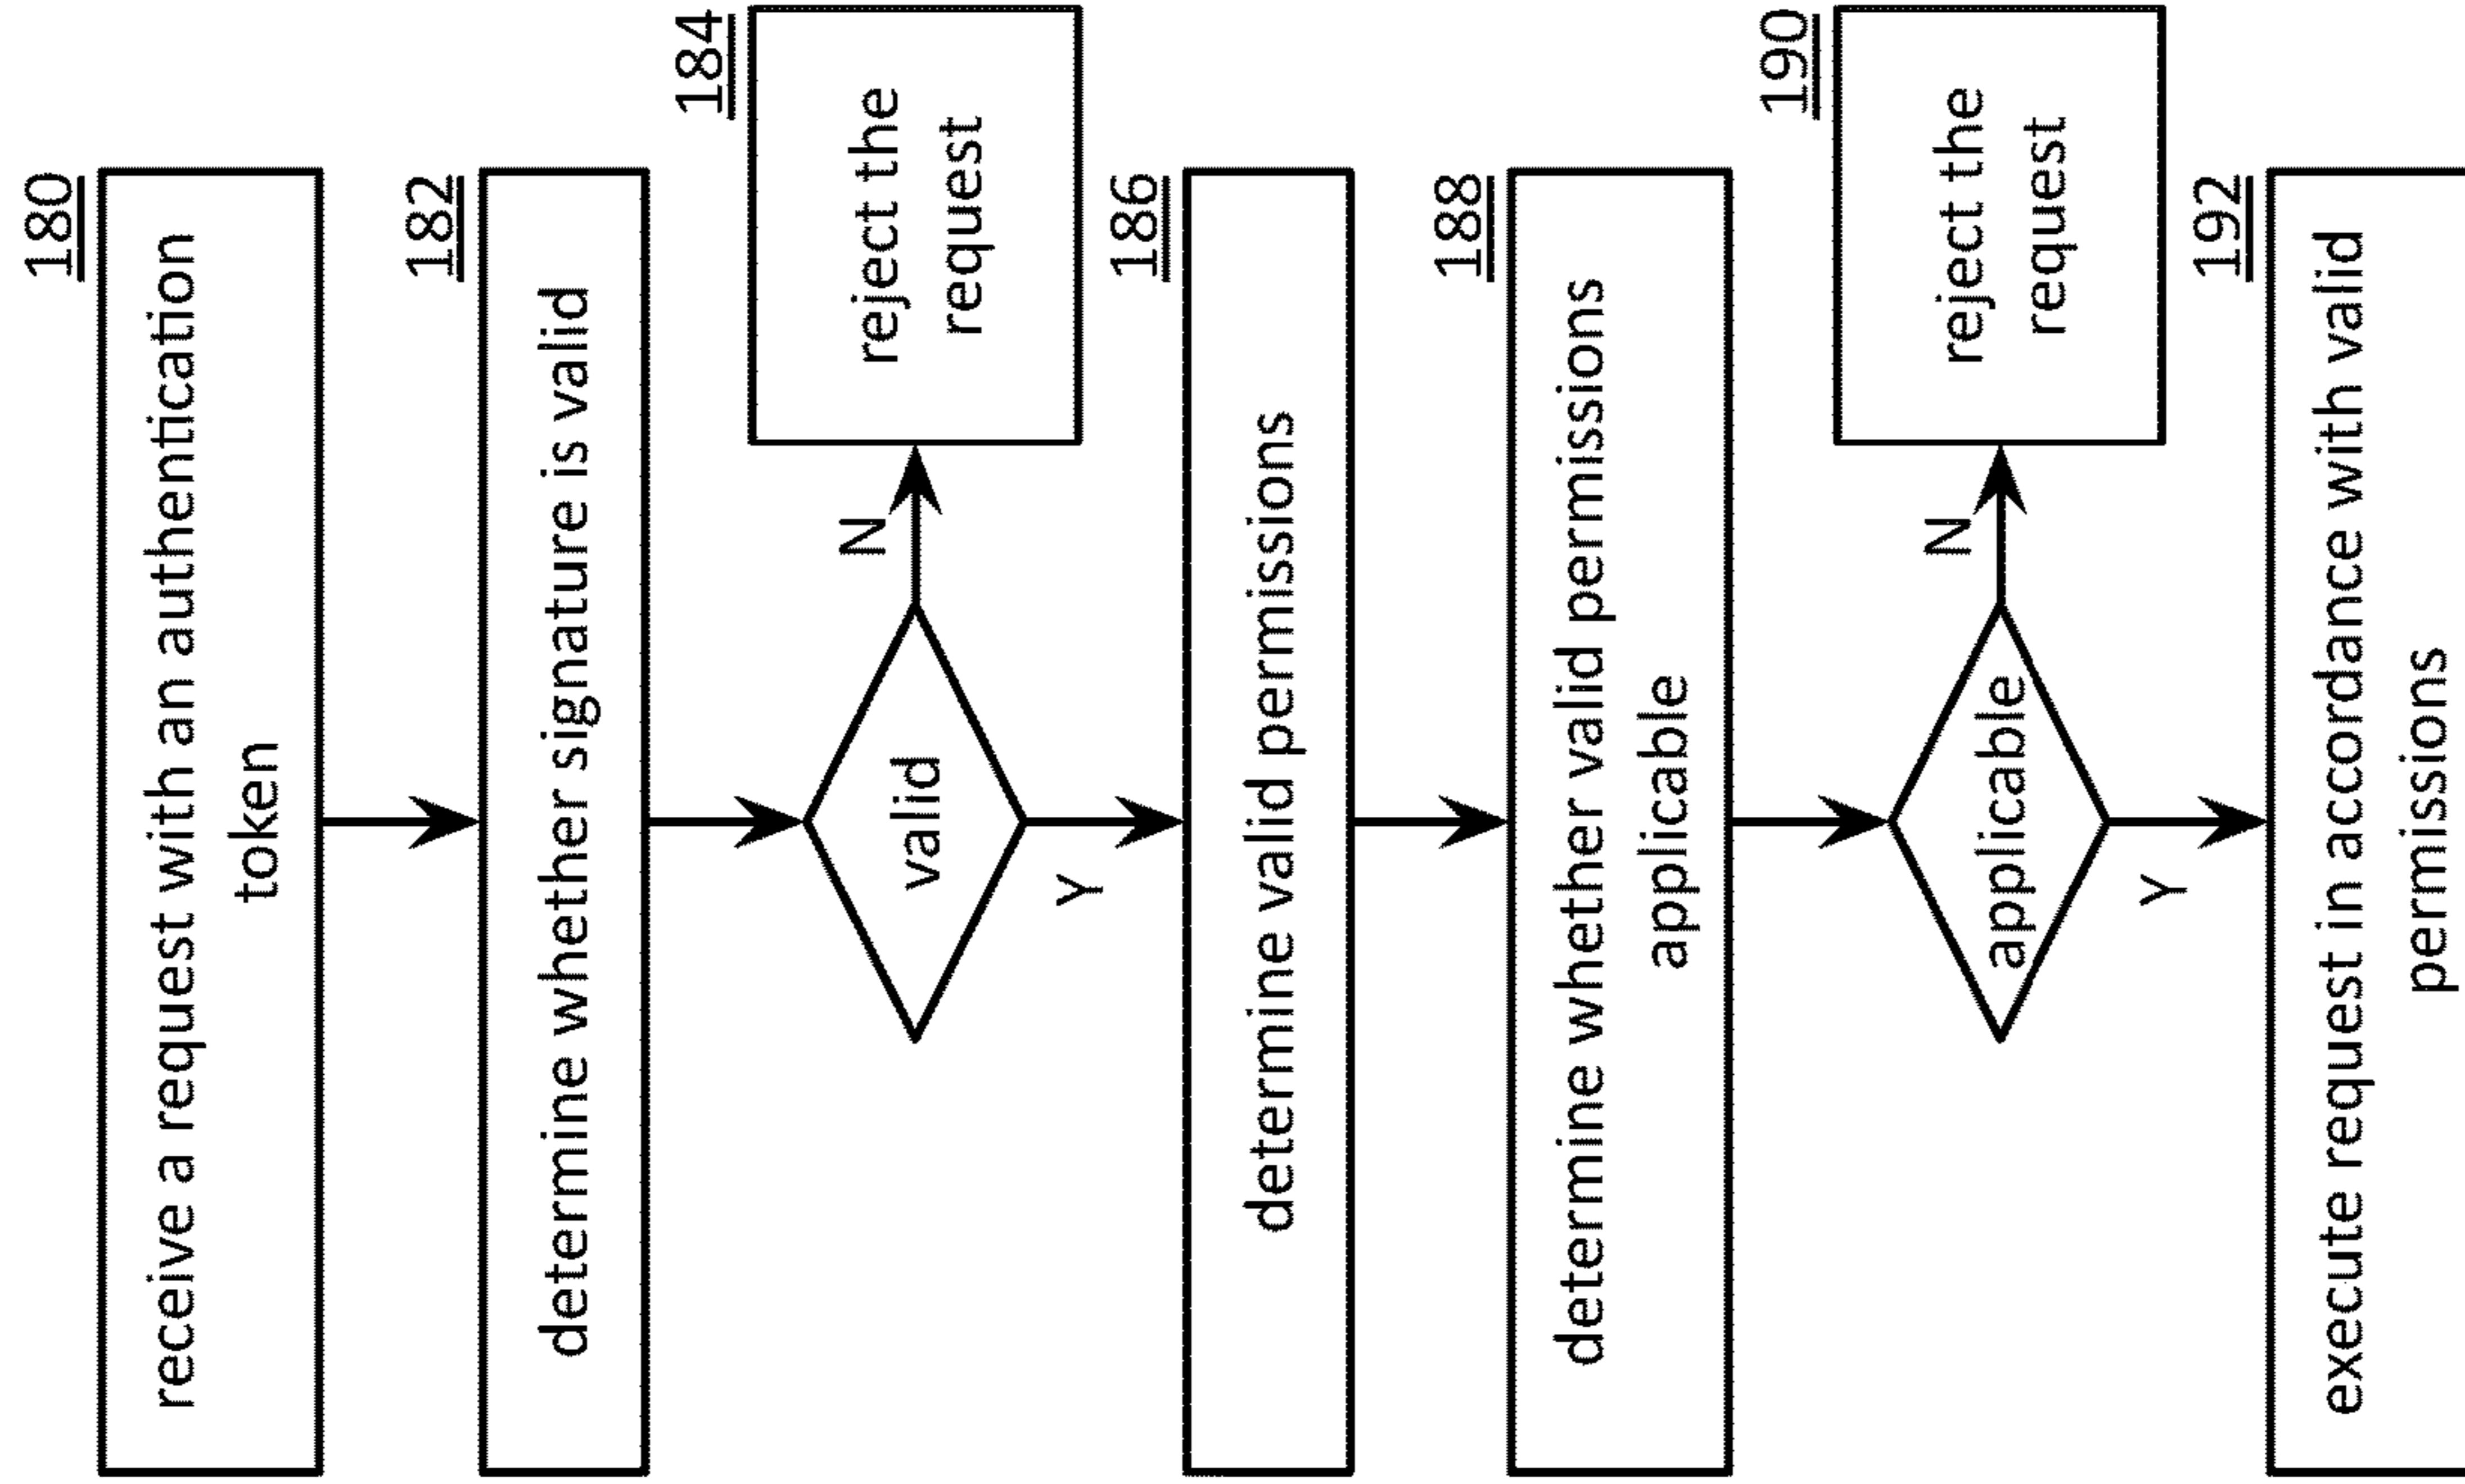 180
receive a request with an authentication
token
182
determine whether signature is valid
184
valid
N
reject the
request
Y
186
determine valid permissions
188
determine whether valid permissions
applicable
190
applicable
N
reject the
request
Y
192
execute request in accordance with valid
permissions